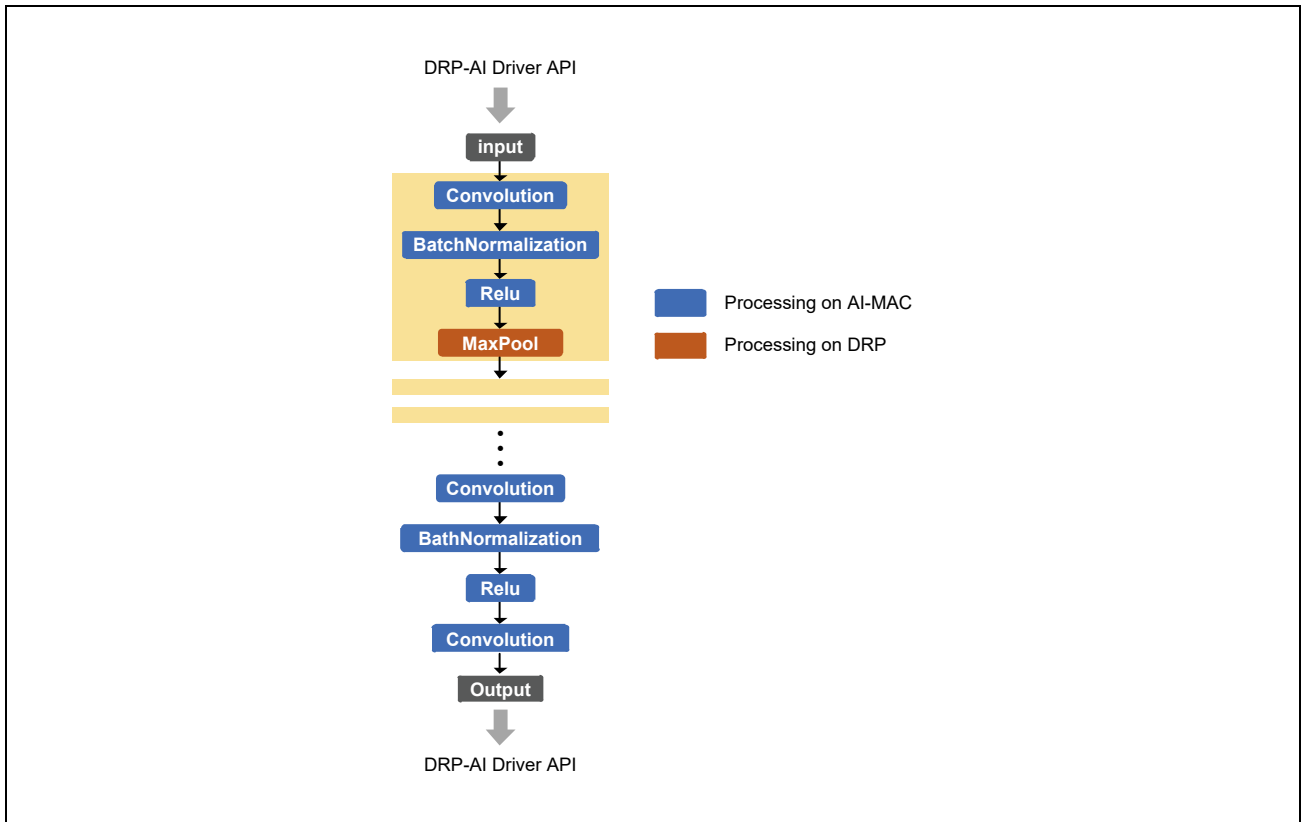 DRP-AI Driver API
input
Convolution
BatchNormalization
Relu
MaxPool
Processing on AI-MAC
Processing on DRP
Convolution
BathNormalization
Relu
Convolution
Output
DRP-AI Driver API